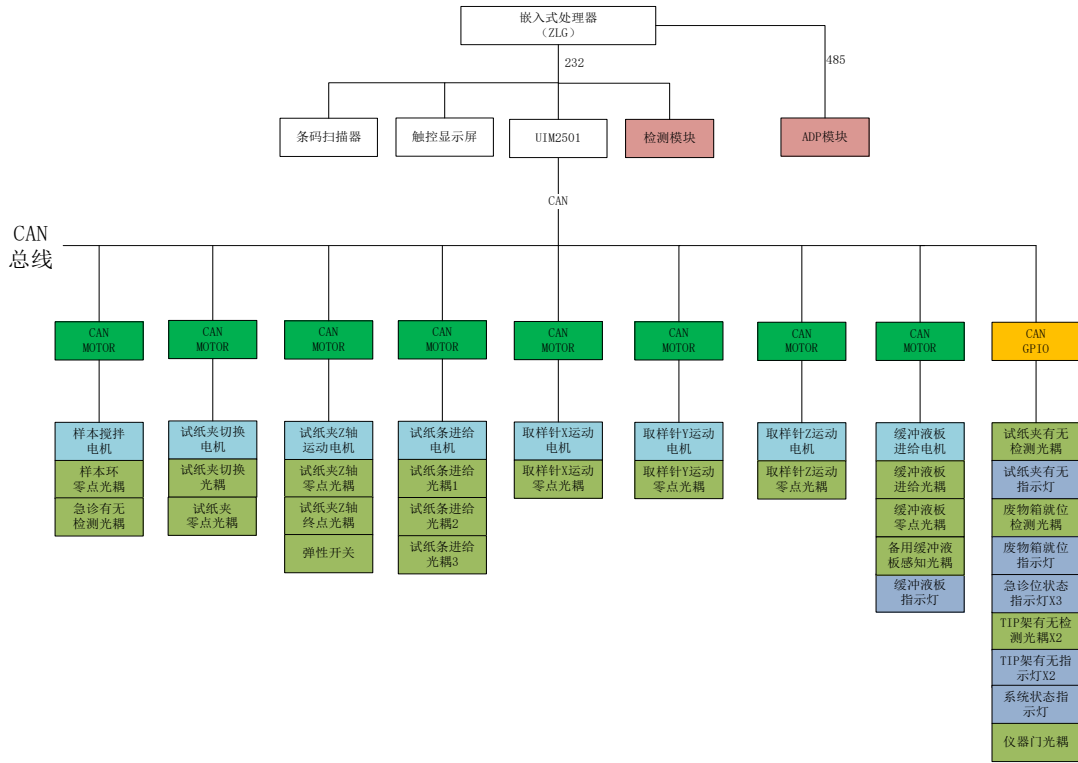 嵌入式处理器
（ZLG）
232
485
条码扫描器
触控显示屏
UIM2501
检测模块
ADP模块
CAN
CAN
总线
CAN
MOTOR
CAN
MOTOR
CAN
MOTOR
CAN
MOTOR
CAN
MOTOR
CAN
MOTOR
CAN
MOTOR
CAN
MOTOR
CAN
GPIO
样本搅拌
电机
样本环
零点光耦
急诊有无
检测光耦
试纸夹切换
电机
试纸夹切换
光耦
试纸夹
零点光耦
试纸夹Z轴
运动电机
试纸夹Z轴
零点光耦
试纸夹Z轴
终点光耦
弹性开关
试纸条进给
电机
试纸条进给
光耦1
试纸条进给
光耦2
试纸条进给
光耦3
取样针X运动
电机
取样针X运动
零点光耦
取样针Y运动
电机
取样针Y运动
零点光耦
取样针Z运动
电机
取样针Z运动
零点光耦
缓冲液板
进给电机
缓冲液板
进给光耦
缓冲液板
零点光耦
备用缓冲液
板感知光耦
缓冲液板
指示灯
试纸夹有无
检测光耦
试纸夹有无
指示灯
废物箱就位
检测光耦
废物箱就位
指示灯
急诊位状态
指示灯X3
TIP架有无检
测光耦X2
TIP架有无指
示灯X2
系统状态指
示灯
仪器门光耦